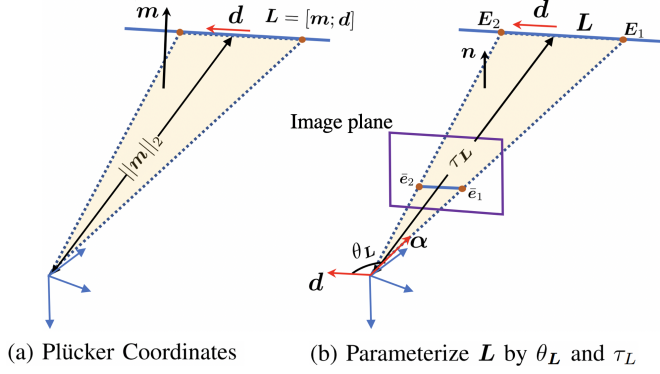 m d L = [m; d]
||m||₂
(a) Plücker Coordinates
E₂ d L E₁
n
Image plane
τ_L
ē₂ ē₁
θ_L α
d
(b) Parameterize L by θ_L and τ_L